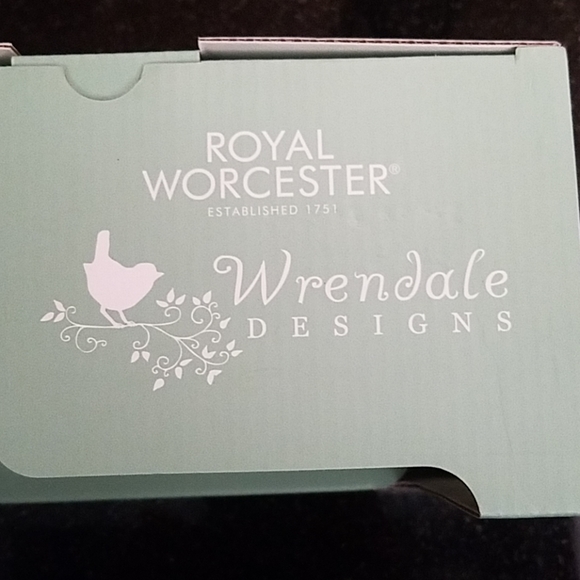 ROYAL
WORCESTER®
ESTABLISHED 1751
Wrendale
DESIGNS